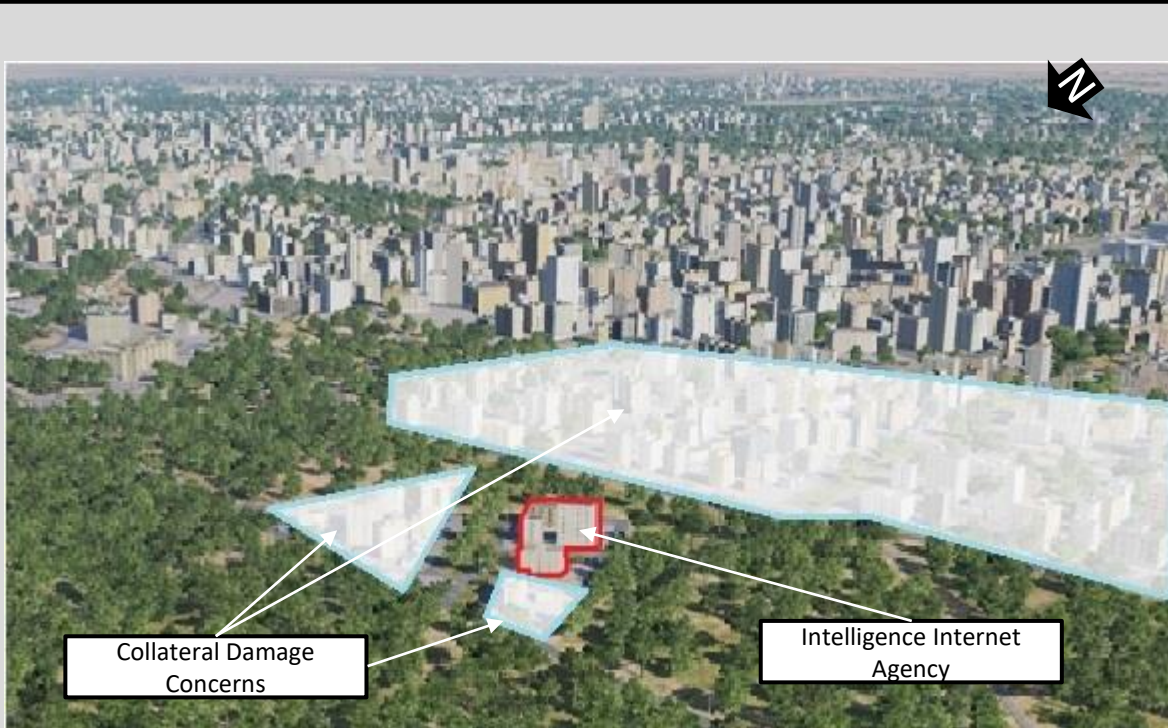 N
Collateral Damage
Concerns
Intelligence Internet
Agency